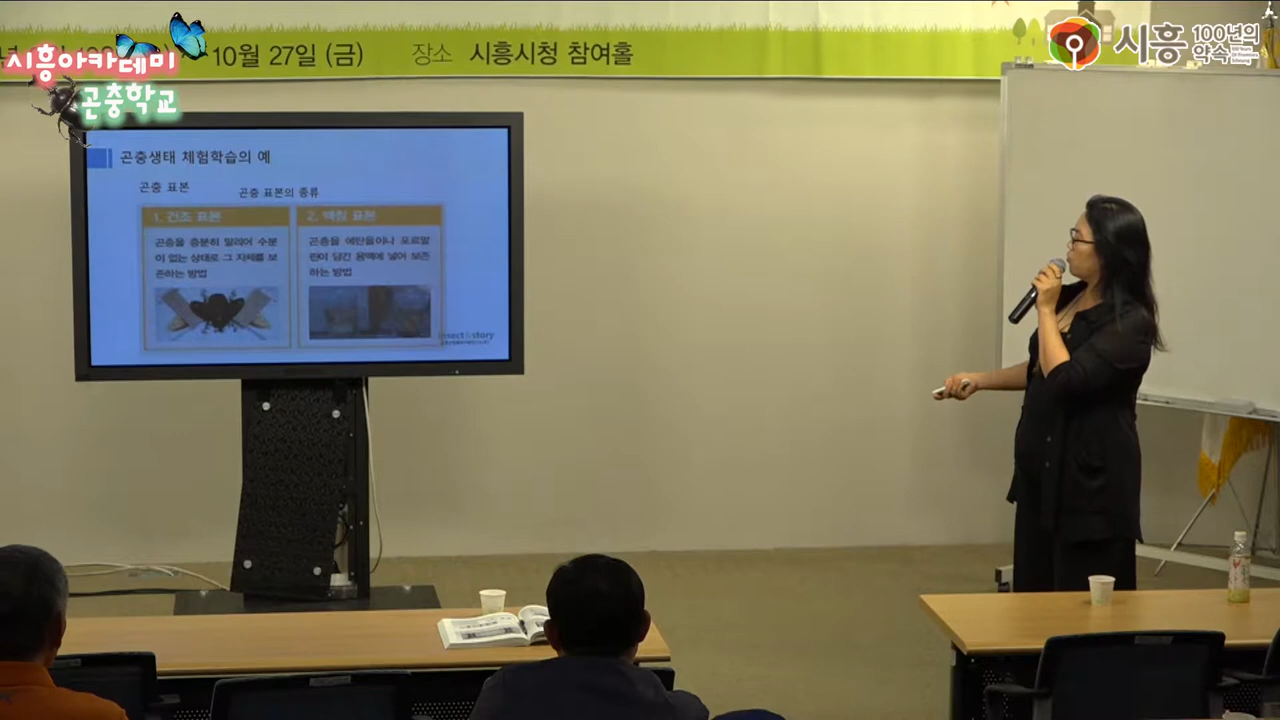 10월 27일 (금) 장소 시흥시청 참여홀
시흥아카데미
곤충학교
시흥 100년의
약속
곤충생태 체험학습의 예
곤충 표본
곤충 표본의 종류
1. 건조 표본
곤충을 충분히 말리어 수분
이 없는 상태로 그 자체를 보
존하는 방법
2. 액침 표본
곤충을 에탄올이나 포르말
린이 담긴 용액에 넣어 보존
하는 방법
insect&story